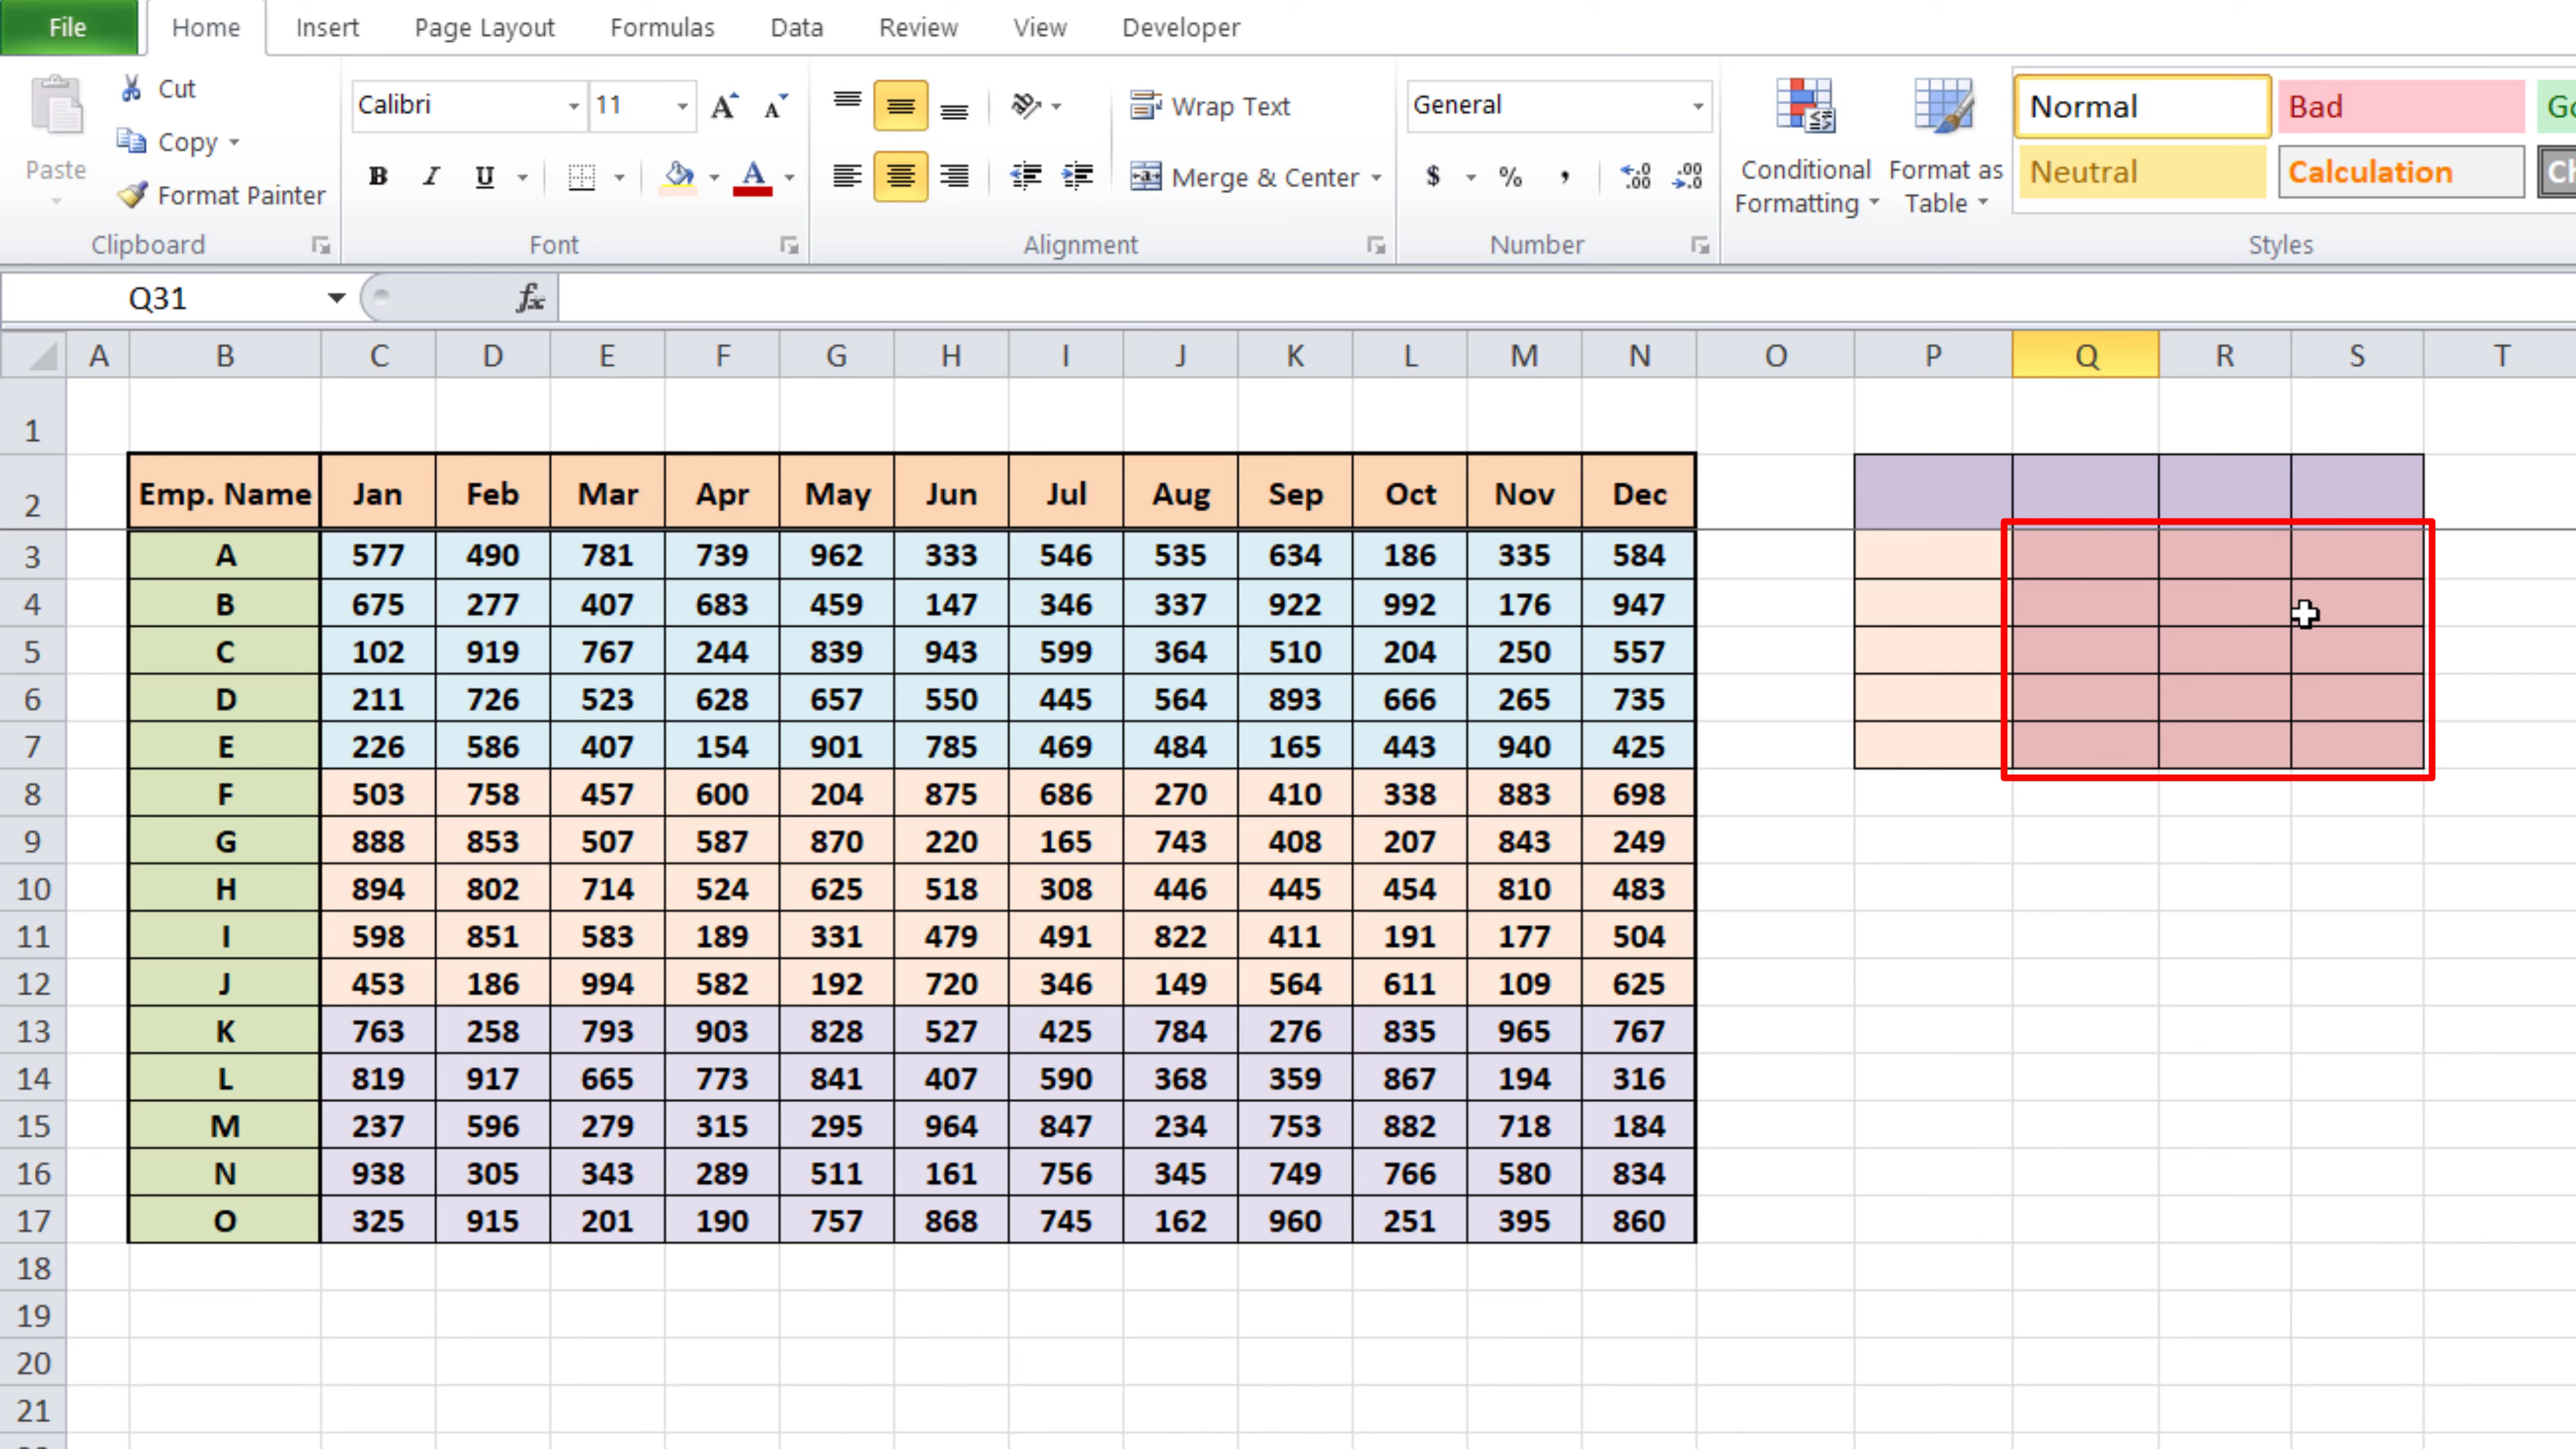 File Home Insert Page Layout Formulas Data Review View Developer
Paste Cut Copy Format Painter Clipboard
Calibri 11 A A B I U A Font
Wrap Text Merge & Center Alignment
General $ % , .00 .00 Number
Conditional Formatting Format as Table Normal Bad Neutral Calculation Styles
Q31 fx
A B C D E F G H I J K L M N O P Q R S T
1
2 Emp. Name Jan Feb Mar Apr May Jun Jul Aug Sep Oct Nov Dec
3 A 577 490 781 739 962 333 546 535 634 186 335 584
4 B 675 277 407 683 459 147 346 337 922 992 176 947
5 C 102 919 767 244 839 943 599 364 510 204 250 557
6 D 211 726 523 628 657 550 445 564 893 666 265 735
7 E 226 586 407 154 901 785 469 484 165 443 940 425
8 F 503 758 457 600 204 875 686 270 410 338 883 698
9 G 888 853 507 587 870 220 165 743 408 207 843 249
10 H 894 802 714 524 625 518 308 446 445 454 810 483
11 I 598 851 583 189 331 479 491 822 411 191 177 504
12 J 453 186 994 582 192 720 346 149 564 611 109 625
13 K 763 258 793 903 828 527 425 784 276 835 965 767
14 L 819 917 665 773 841 407 590 368 359 867 194 316
15 M 237 596 279 315 295 964 847 234 753 882 718 184
16 N 938 305 343 289 511 161 756 345 749 766 580 834
17 O 325 915 201 190 757 868 745 162 960 251 395 860
18
19
20
21